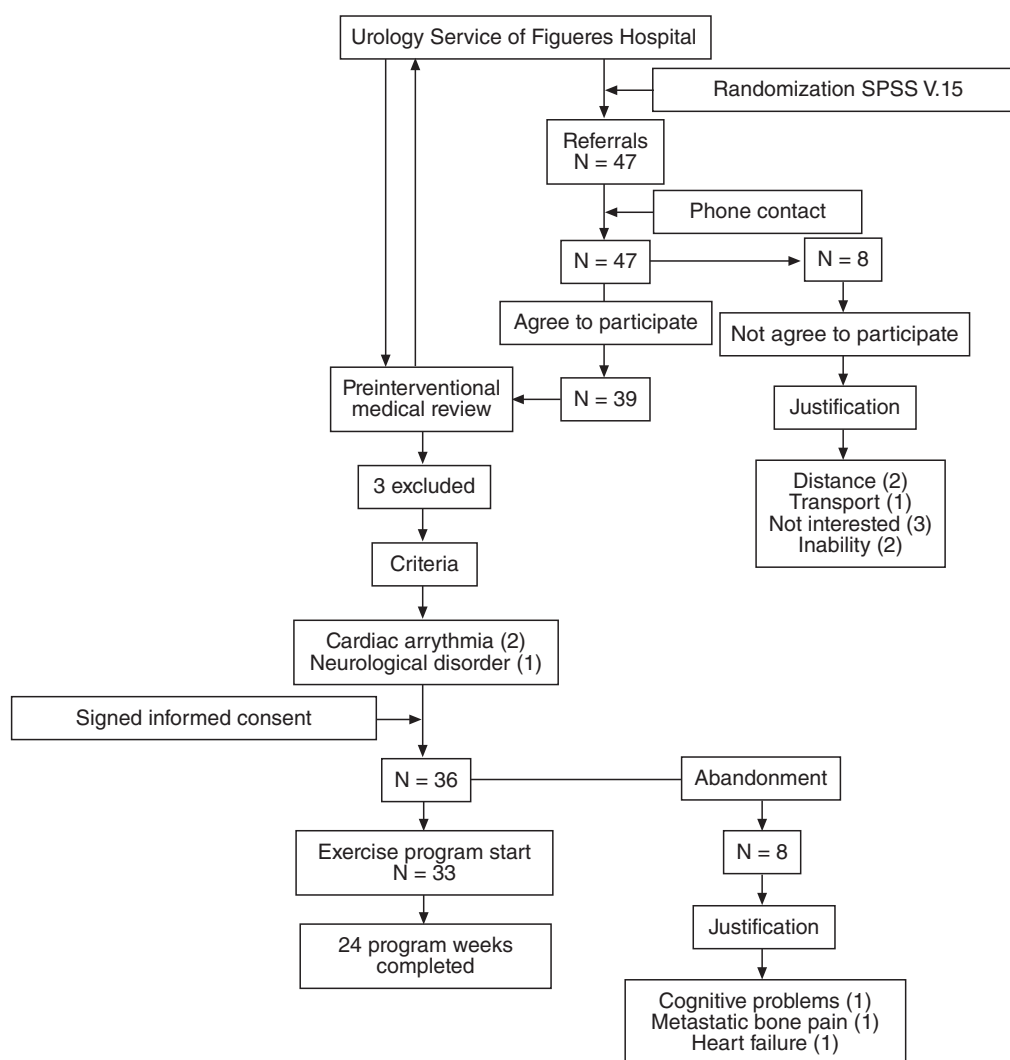 Urology Service of Figueres Hospital
Randomization SPSS V.15
Referrals
N = 47
Phone contact
N = 47
N = 8
Agree to participate
Not agree to participate
Preinterventional
medical review
N = 39
Justification
3 excluded
Distance (2)
Transport (1)
Not interested (3)
Inability (2)
Criteria
Cardiac arrythmia (2)
Neurological disorder (1)
Signed informed consent
N = 36
Abandonment
Exercise program start
N = 33
N = 8
Justification
24 program weeks
completed
Cognitive problems (1)
Metastatic bone pain (1)
Heart failure (1)